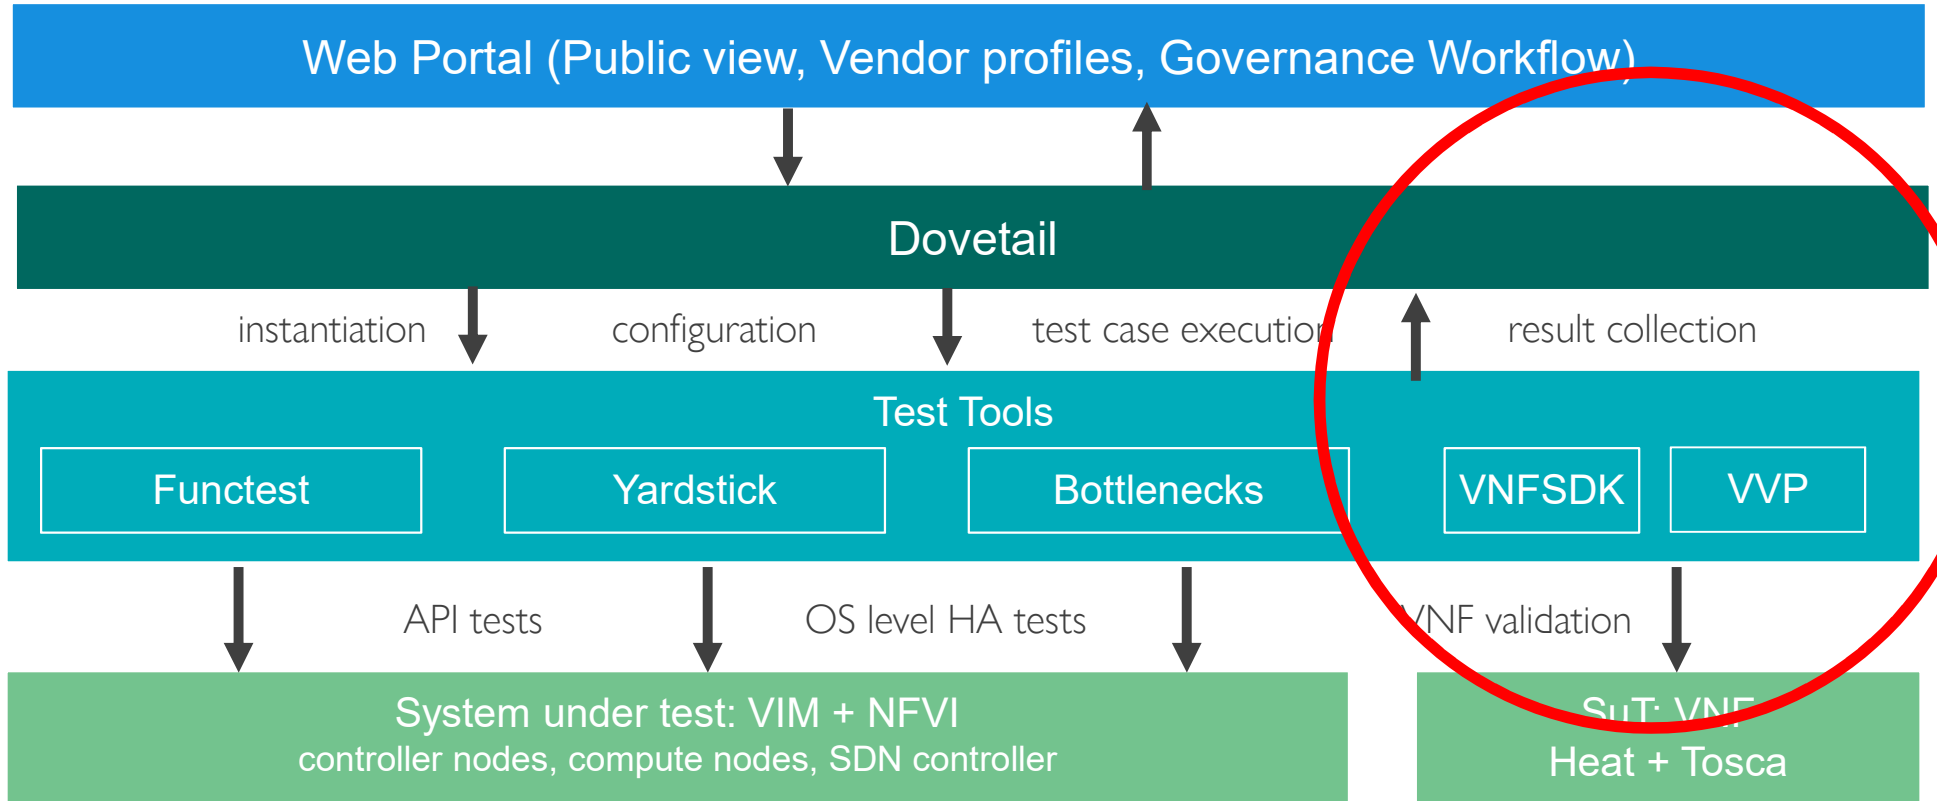 Web Portal (Public view, Vendor profiles, Governance Workflow)
Dovetail
instantiation
configuration
test case execution
result collection
Test Tools
Functest
Yardstick
Bottlenecks
VNFSDK
VVP
API tests
OS level HA tests
VNF validation
System under test: VIM + NFVI
controller nodes, compute nodes, SDN controller
SuT: VNF
Heat + Tosca